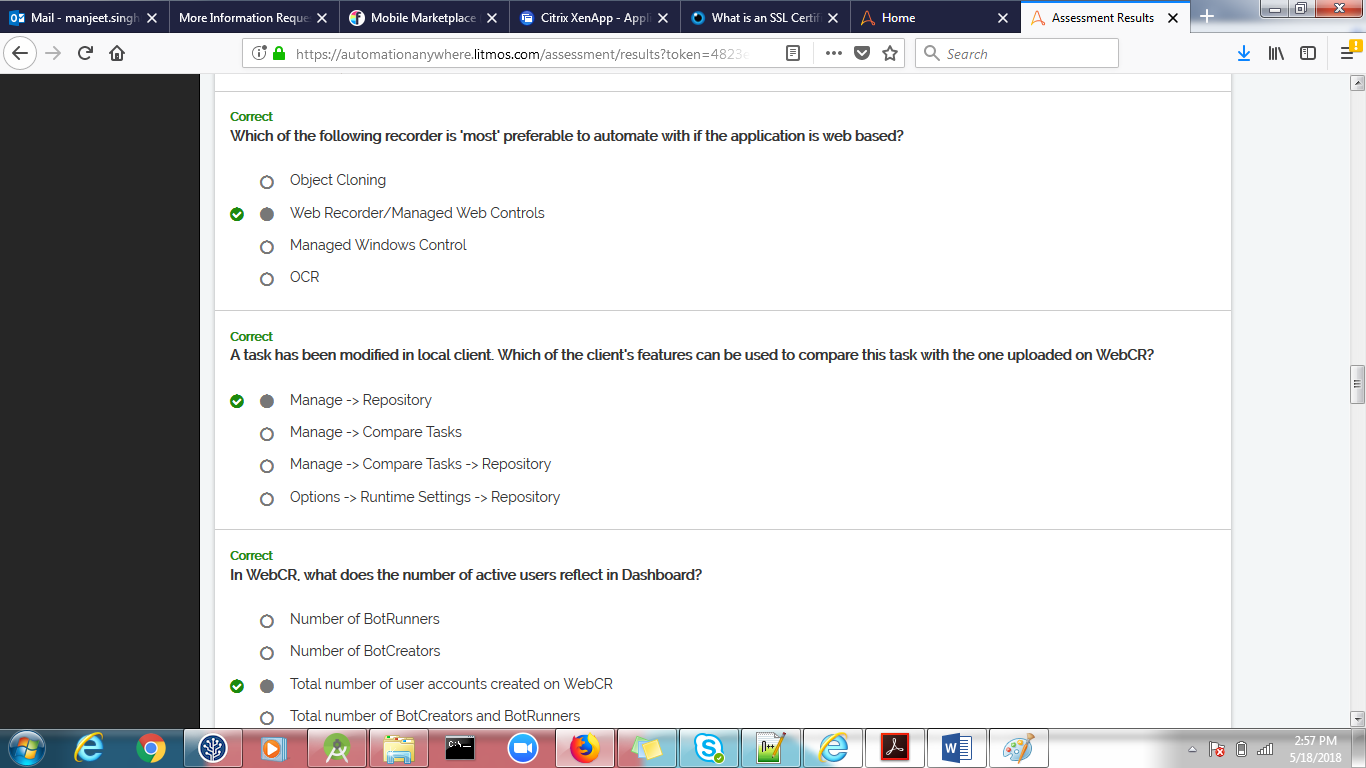 Mail - manjeet.singh
More Information Reque
Mobile Marketplace
Citrix XenApp - Appli
What is an SSL Certifi
Home
Assessment Results
https://automationanywhere.litmos.com/assessment/results?token=4823
Search
Correct
Which of the following recorder is 'most' preferable to automate with if the application is web based?
Object Cloning
Web Recorder/Managed Web Controls
Managed Windows Control
OCR
Correct
A task has been modified in local client. Which of the client's features can be used to compare this task with the one uploaded on WebCR?
Manage -> Repository
Manage -> Compare Tasks
Manage -> Compare Tasks -> Repository
Options -> Runtime Settings -> Repository
Correct
In WebCR, what does the number of active users reflect in Dashboard?
Number of BotRunners
Number of BotCreators
Total number of user accounts created on WebCR
Total number of BotCreators and BotRunners
2:57 PM
5/18/2018